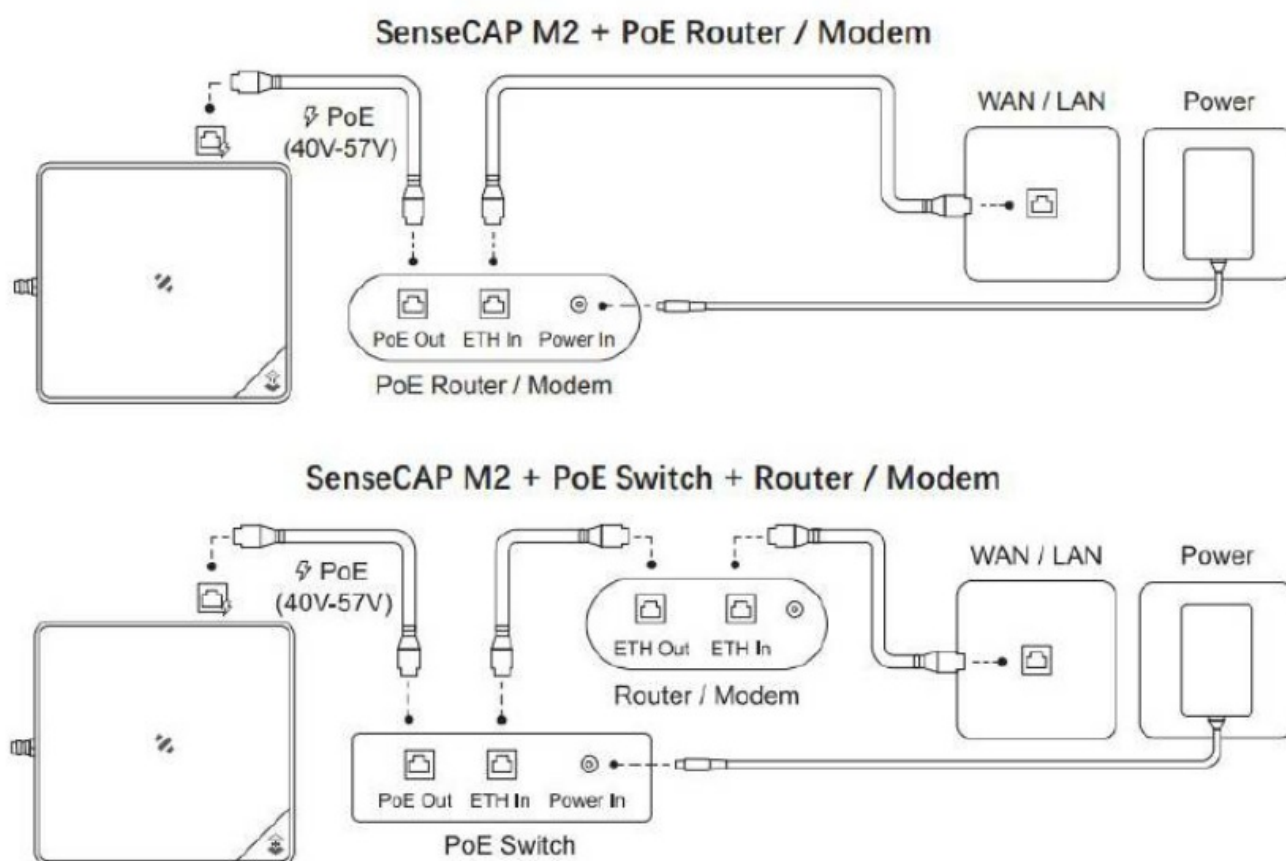 SenseCAP M2 + PoE Router / Modem
PoE
(40V-57V)
WAN / LAN
Power
PoE Out
ETH In
Power In
PoE Router / Modem
SenseCAP M2 + PoE Switch + Router / Modem
PoE
(40V-57V)
WAN / LAN
Power
ETH Out
ETH In
Router / Modem
PoE Out
ETH In
Power In
PoE Switch